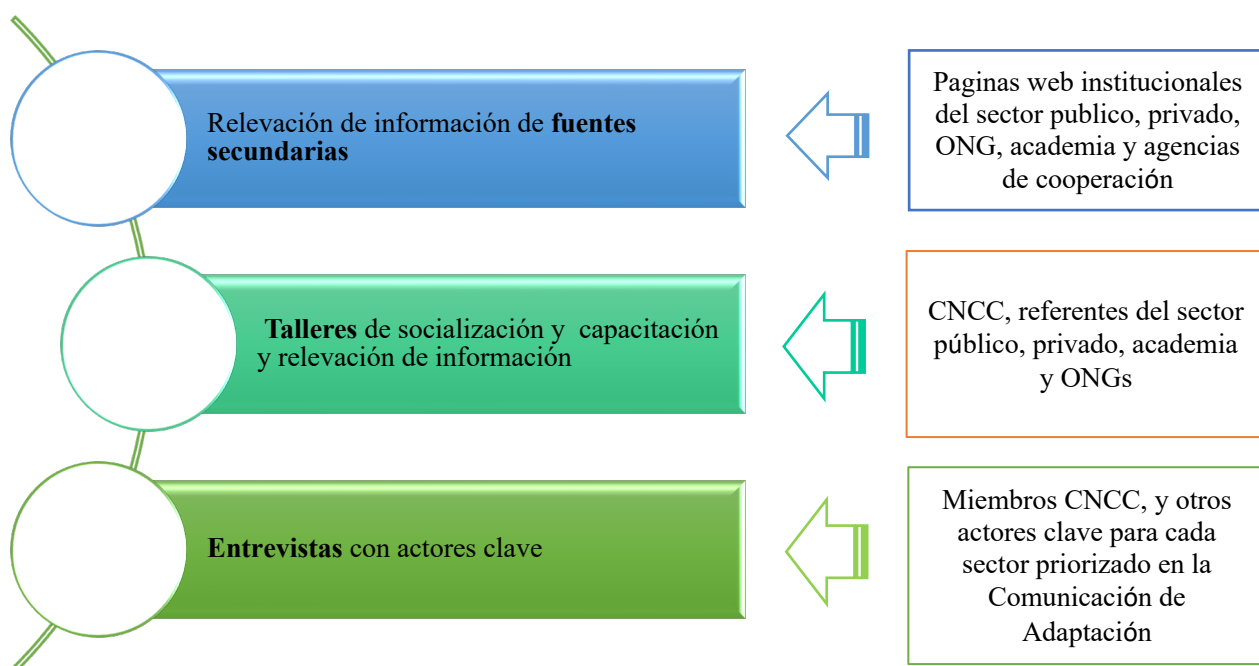 Relevación de información de fuentes
secundarias
Paginas web institucionales
del sector publico, privado,
ONG, academia y agencias
de cooperación
Talleres de socialización y capacitación
y relevación de información
CNCC, referentes del sector
público, privado, academia
y ONGs
Entrevistas con actores clave
Miembros CNCC, y otros
actores clave para cada
sector priorizado en la
Comunicación de
Adaptación